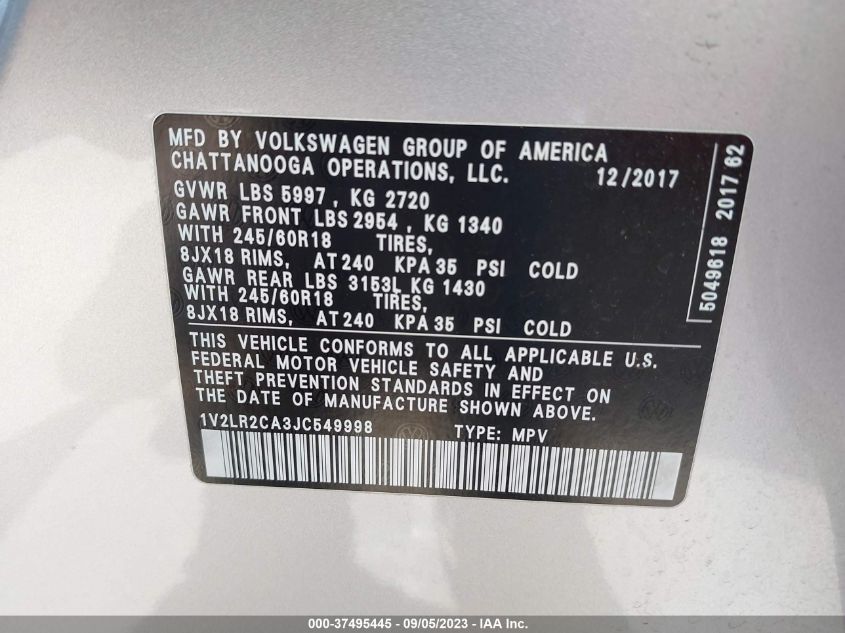 MFD BY VOLKSWAGEN GROUP OF AMERICA
CHATTANOOGA OPERATIONS, LLC. 12/2017
GVWR LBS 5997 , KG 2720
GAWR FRONT LBS 2954 , KG 1340
WITH 245/60R18 TIRES,
8JX18 RIMS, AT 240 KPA 35 PSI COLD
GAWR REAR LBS 3153L KG 1430
WITH 245/60R18 TIRES,
8JX18 RIMS, AT 240 KPA 35 PSI COLD
THIS VEHICLE CONFORMS TO ALL APPLICABLE U.S.
FEDERAL MOTOR VEHICLE SAFETY AND
THEFT PREVENTION STANDARDS IN EFFECT ON
THE DATE OF MANUFACTURE SHOWN ABOVE.
1V2LR2CA3JC549998 TYPE: MPV
5049618 2017 62
000-37495445 - 09/05/2023 - IAA Inc.